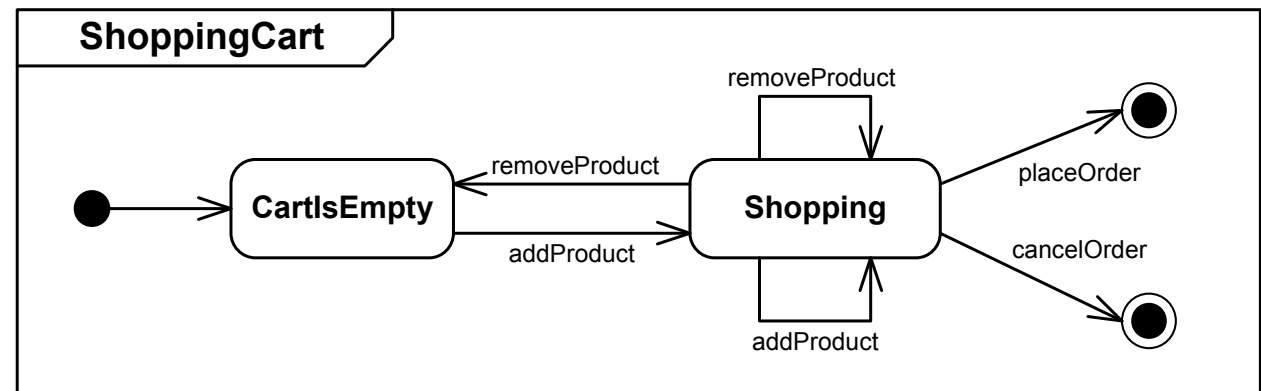 ShoppingCart
removeProduct
removeProduct
placeOrder
CartIsEmpty
Shopping
addProduct
cancelOrder
addProduct